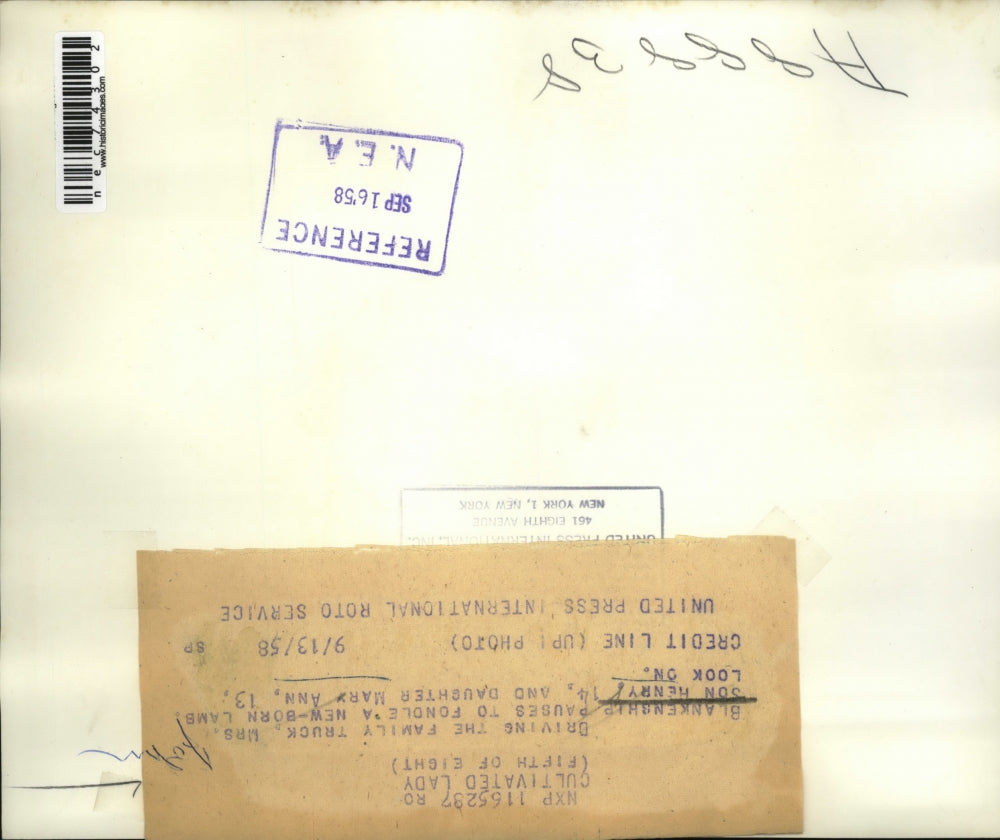 NXP 1165287 RO
CULTIVATED LADY
(FIFTH OF EIGHT)
DRIVING THE FAMILY TRUCK, MRS.
BLANKENSHIP PAUSES TO FONDLE A NEW-BORN LAMB.
SON HENRY, 14, AND DAUGHTER MARY ANN, 13,
LOOK ON.
CREDIT LINE (UPI PHOTO) 9/13/58 SP
UNITED PRESS INTERNATIONAL ROTO SERVICE
UNITED PRESS INTERNATIONAL, INC.
461 EIGHTH AVENUE
NEW YORK 1, NEW YORK
REFERENCE
SEP 16'58
N. E. A.
nec74302
www.historicimages.com